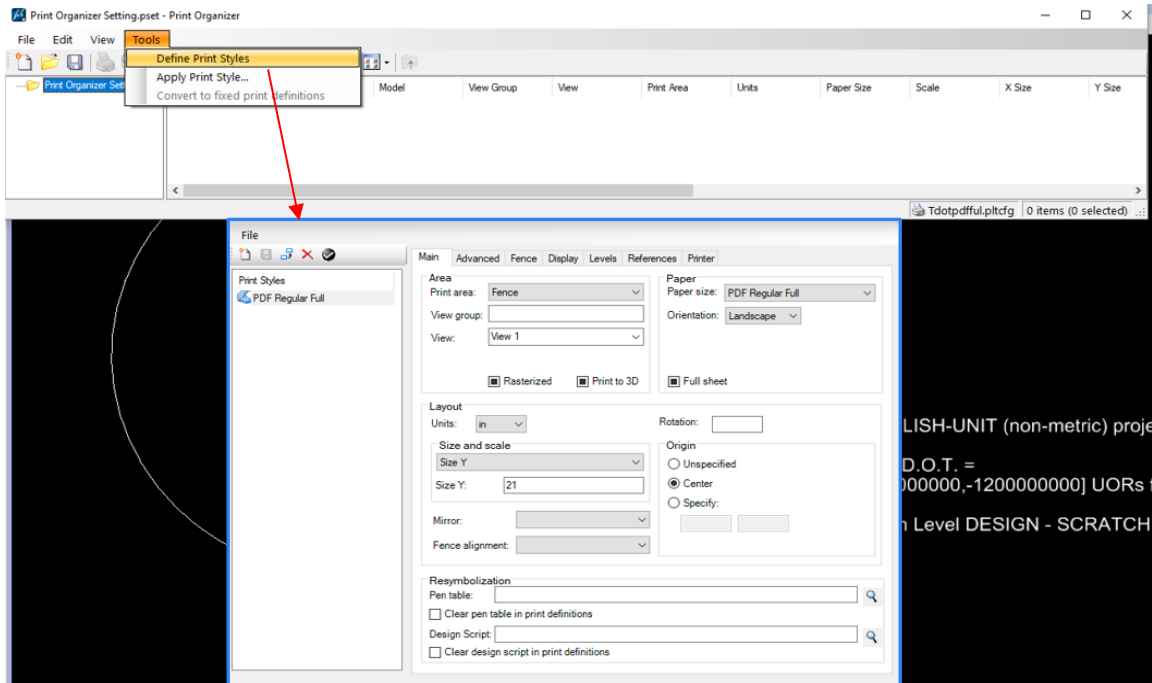 Print Organizer Setting.pset - Print Organizer
File Edit View Tools
Define Print Styles
Apply Print Style...
Convert to fixed print definitions
Print Organizer Set
Model View Group View Print Area Units Paper Size Scale X Size Y Size
Tdotpdfful.pltcfg 0 items (0 selected)
File
Main Advanced Fence Display Levels References Printer
Print Styles
PDF Regular Full
Area
Print area: Fence
View group:
View: View 1
Rasterized Print to 3D
Paper
Paper size: PDF Regular Full
Orientation: Landscape
Full sheet
Layout
Units: in
Rotation:
Size and scale
Size Y
Size Y: 21
Mirror:
Fence alignment:
Origin
Unspecified
Center
Specify:
Resymbolization
Pen table:
Clear pen table in print definitions
Design Script:
Clear design script in print definitions
LISH-UNIT (non-metric) proje
D.O.T. =
000000,-1200000000] UORs
Level DESIGN - SCRATCH